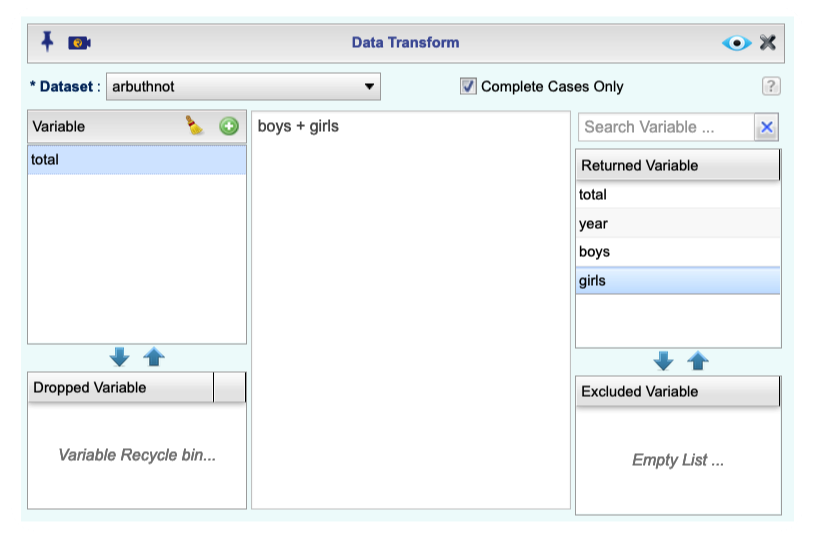 Data Transform
* Dataset : arbuthnot
Complete Cases Only
?
Variable
total
boys + girls
Search Variable ...
Returned Variable
total
year
boys
girls
Dropped Variable
Variable Recycle bin...
Excluded Variable
Empty List ...